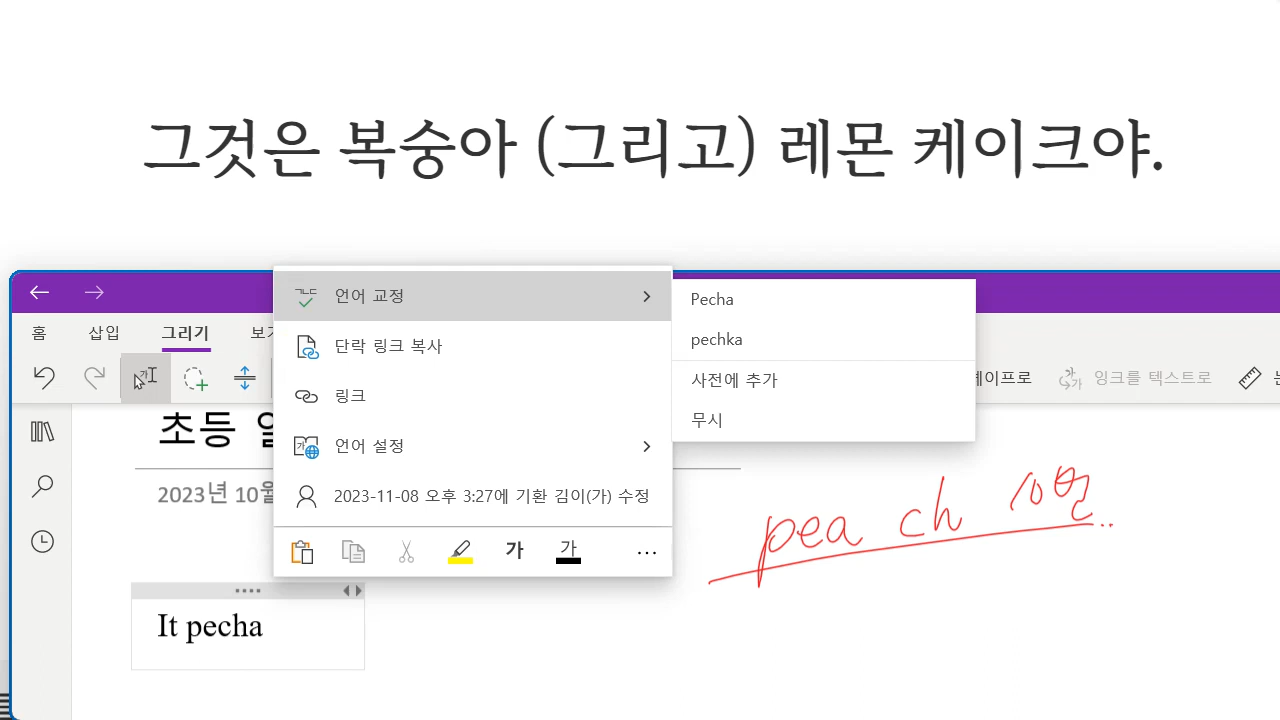 그것은 복숭아 (그리고) 레몬 케이크야.
홈 삽입 그리기
언어 교정
단락 링크 복사
링크
언어 설정
2023-11-08 오후 3:27에 기환 김이(가) 수정
가 가
Pecha
pechka
사전에 추가
무시
잉크를 텍스트로
초등
2023년 10월
pea ch 10번..
It pecha